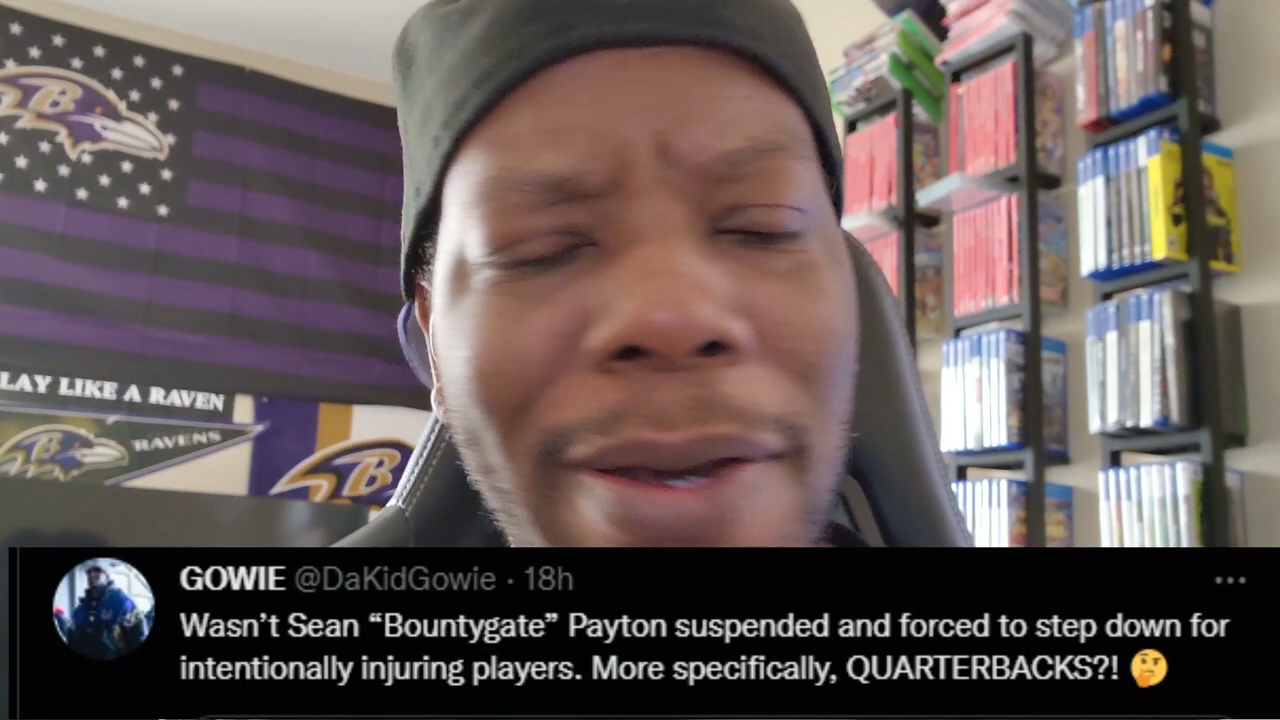 B
LAY LIKE A RAVEN
RAVENS
B
B
GOWIE @DaKidGowie · 18h
Wasn’t Sean “Bountygate” Payton suspended and forced to step down for
intentionally injuring players. More specifically, QUARTERBACKS?! 🤔